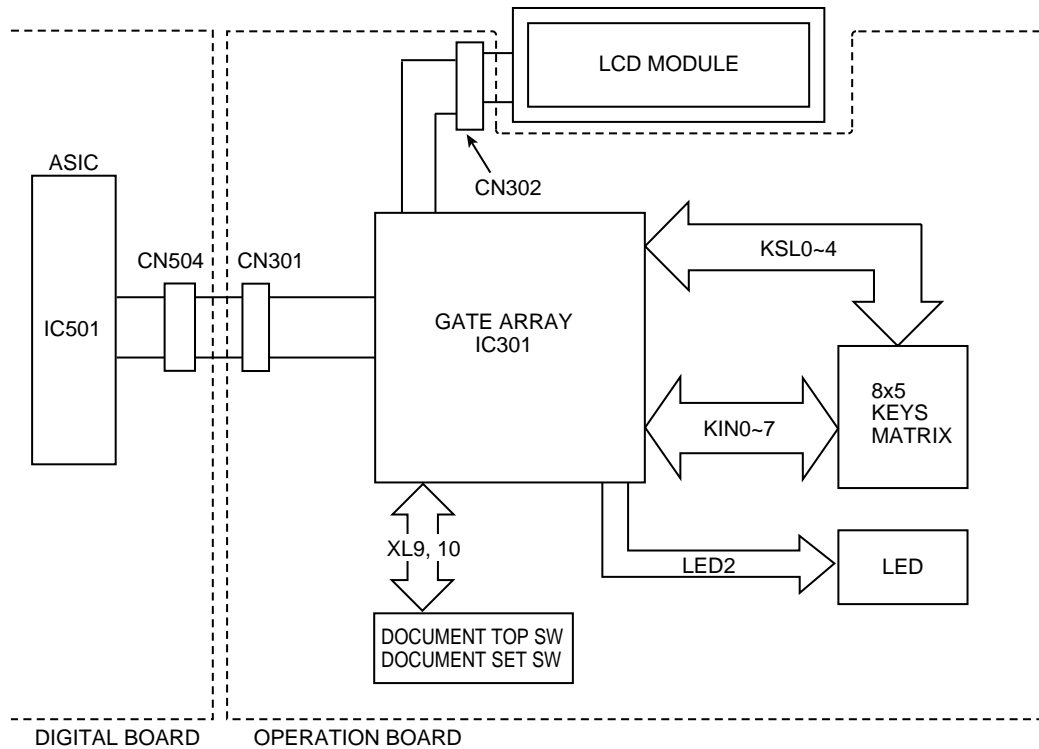 LCD MODULE
ASIC
CN302
CN504
CN301
KSL0~4
IC501
GATE ARRAY
IC301
8x5
KEYS
MATRIX
KIN0~7
XL9, 10
LED2
LED
DOCUMENT TOP SW
DOCUMENT SET SW
DIGITAL BOARD
OPERATION BOARD